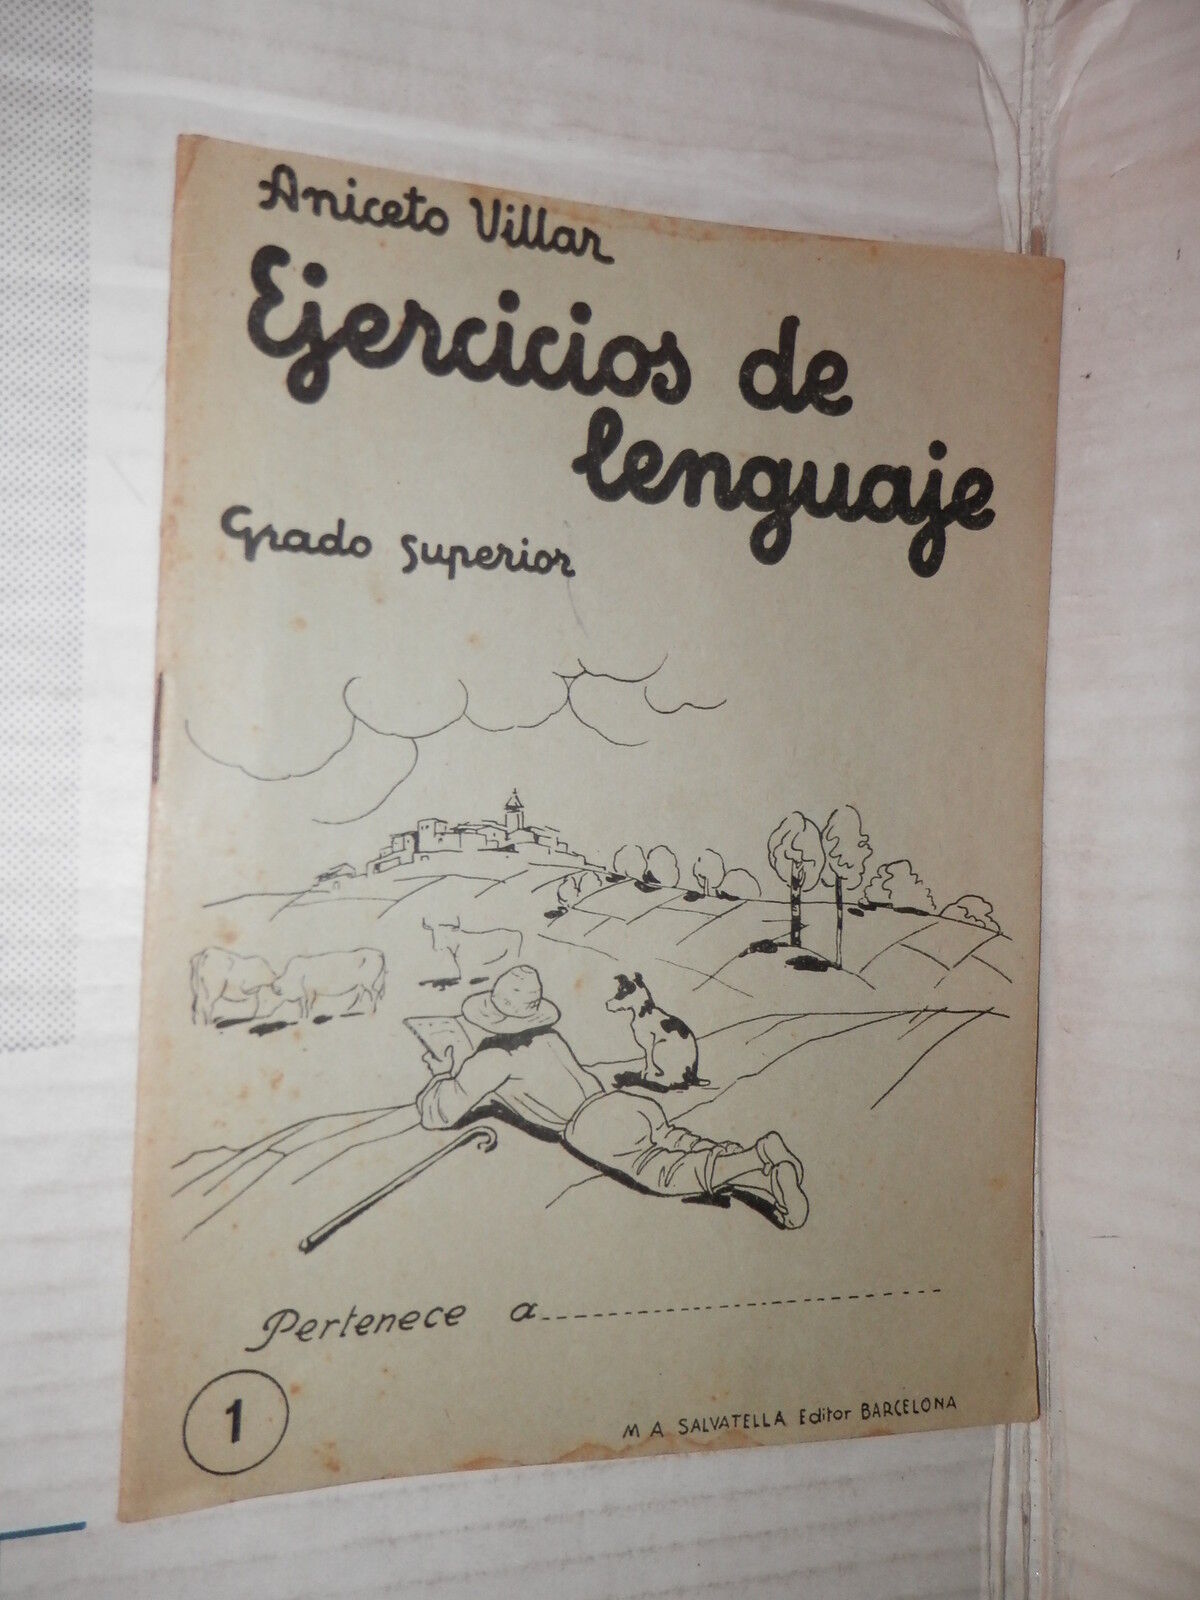 Aniceto Villar
Ejercicios de
lenguaje
Grado Superior
Pertenece a
1
M A SALVATELLA Editor BARCELONA